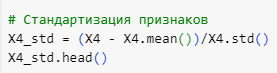 # Стандартизация признаков
X4_std = (X4 - X4.mean())/X4.std()
X4_std.head()